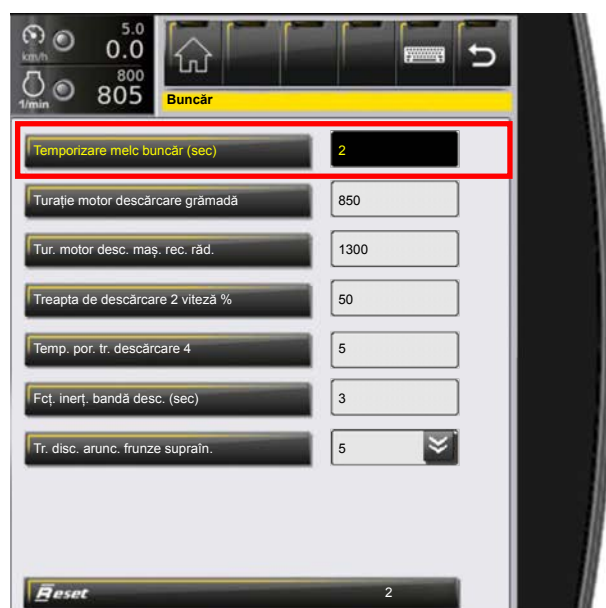 5.0
km/h 0.0
800
1/min 805
Buncăr
Temporizare melc buncăr (sec) 2
Turație motor descărcare grămadă 850
Tur. motor desc. maș. rec. răd. 1300
Treapta de descărcare 2 viteză % 50
Temp. por. tr. descărcare 4 5
Fcț. inerț. bandă desc. (sec) 3
Tr. disc. arunc. frunze supraîn. 5
Reset 2